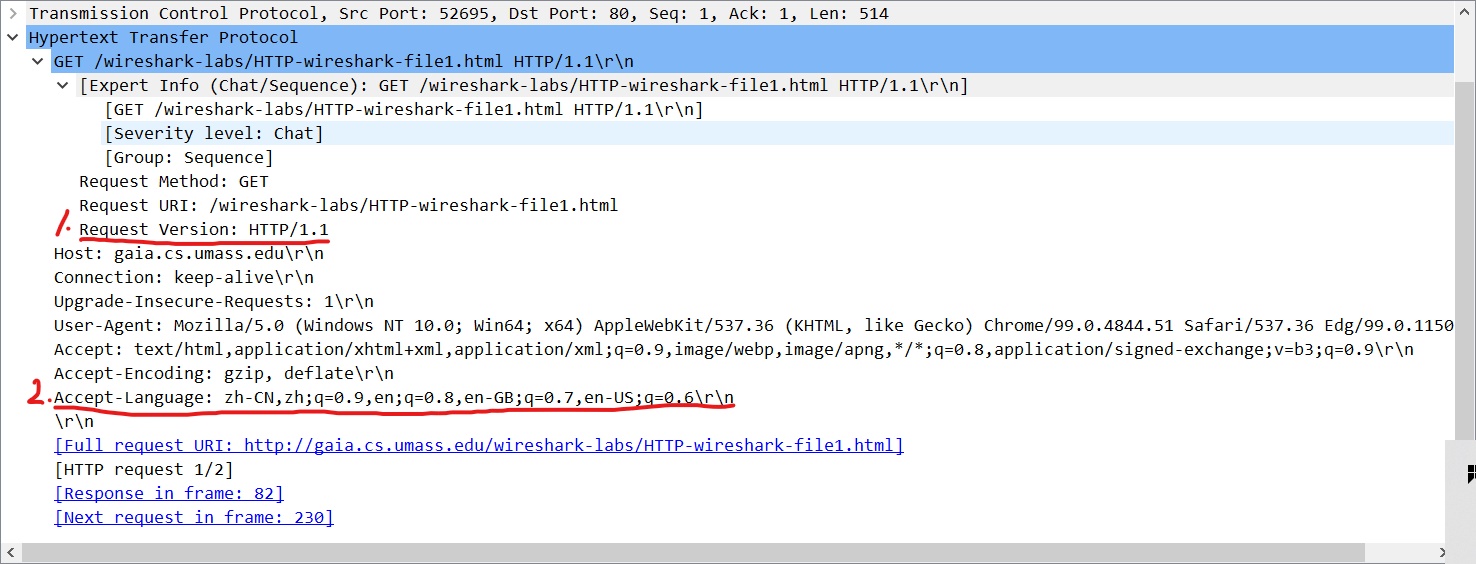 Transmission Control Protocol, Src Port: 52695, Dst Port: 80, Seq: 1, Ack: 1, Len: 514
Hypertext Transfer Protocol
GET /wireshark-labs/HTTP-wireshark-file1.html HTTP/1.1\r\n
[Expert Info (Chat/Sequence): GET /wireshark-labs/HTTP-wireshark-file1.html HTTP/1.1\r\n]
[GET /wireshark-labs/HTTP-wireshark-file1.html HTTP/1.1\r\n]
[Severity level: Chat]
[Group: Sequence]
Request Method: GET
Request URI: /wireshark-labs/HTTP-wireshark-file1.html
1. Request Version: HTTP/1.1
Host: gaia.cs.umass.edu\r\n
Connection: keep-alive\r\n
Upgrade-Insecure-Requests: 1\r\n
User-Agent: Mozilla/5.0 (Windows NT 10.0; Win64; x64) AppleWebKit/537.36 (KHTML, like Gecko) Chrome/99.0.4844.51 Safari/537.36 Edg/99.0.1150
Accept: text/html,application/xhtml+xml,application/xml;q=0.9,image/webp,image/apng,*/*;q=0.8,application/signed-exchange;v=b3;q=0.9\r\n
Accept-Encoding: gzip, deflate\r\n
2. Accept-Language: zh-CN,zh;q=0.9,en;q=0.8,en-GB;q=0.7,en-US;q=0.6\r\n
\r\n
[Full request URI: http://gaia.cs.umass.edu/wireshark-labs/HTTP-wireshark-file1.html]
[HTTP request 1/2]
[Response in frame: 82]
[Next request in frame: 230]